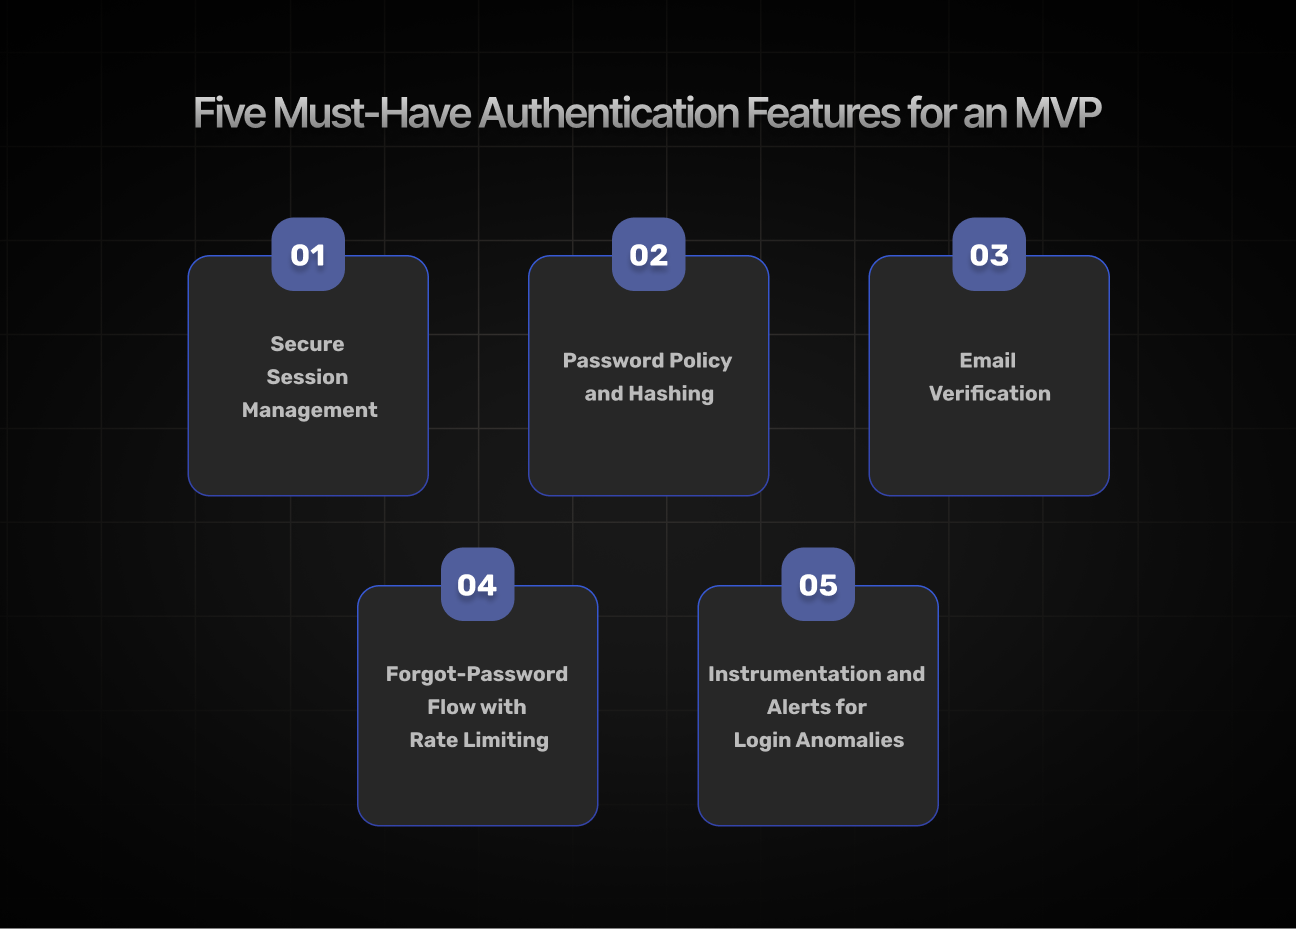 Five Must-Have Authentication Features for an MVP
01
Secure
Session
Management
02
Password Policy
and Hashing
03
Email
Verification
04
Forgot-Password
Flow with
Rate Limiting
05
Instrumentation and
Alerts for
Login Anomalies